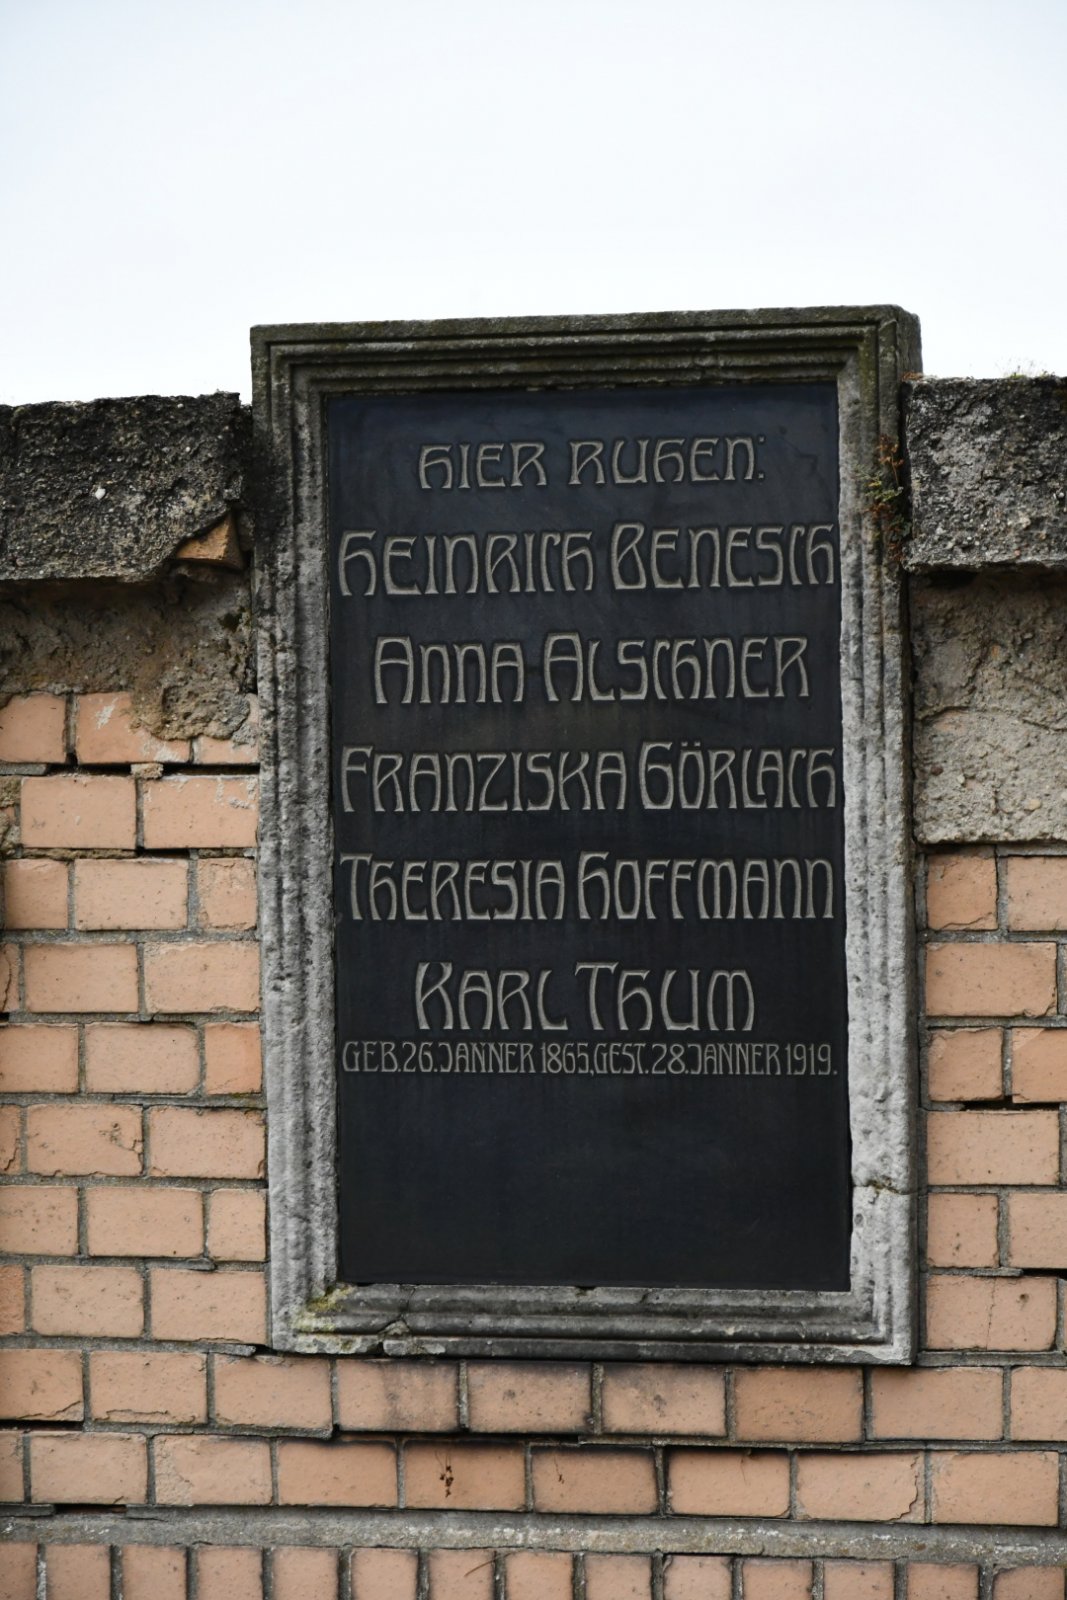 HIER RUHEN:
HEINRICH BENESCH
ANNA ALSCHNER
FRANZISKA GÖRLACH
THERESIA HOFFMANN
KARL THUM
GEB. 26. JÄNNER 1865, GEST. 28. JÄNNER 1919.